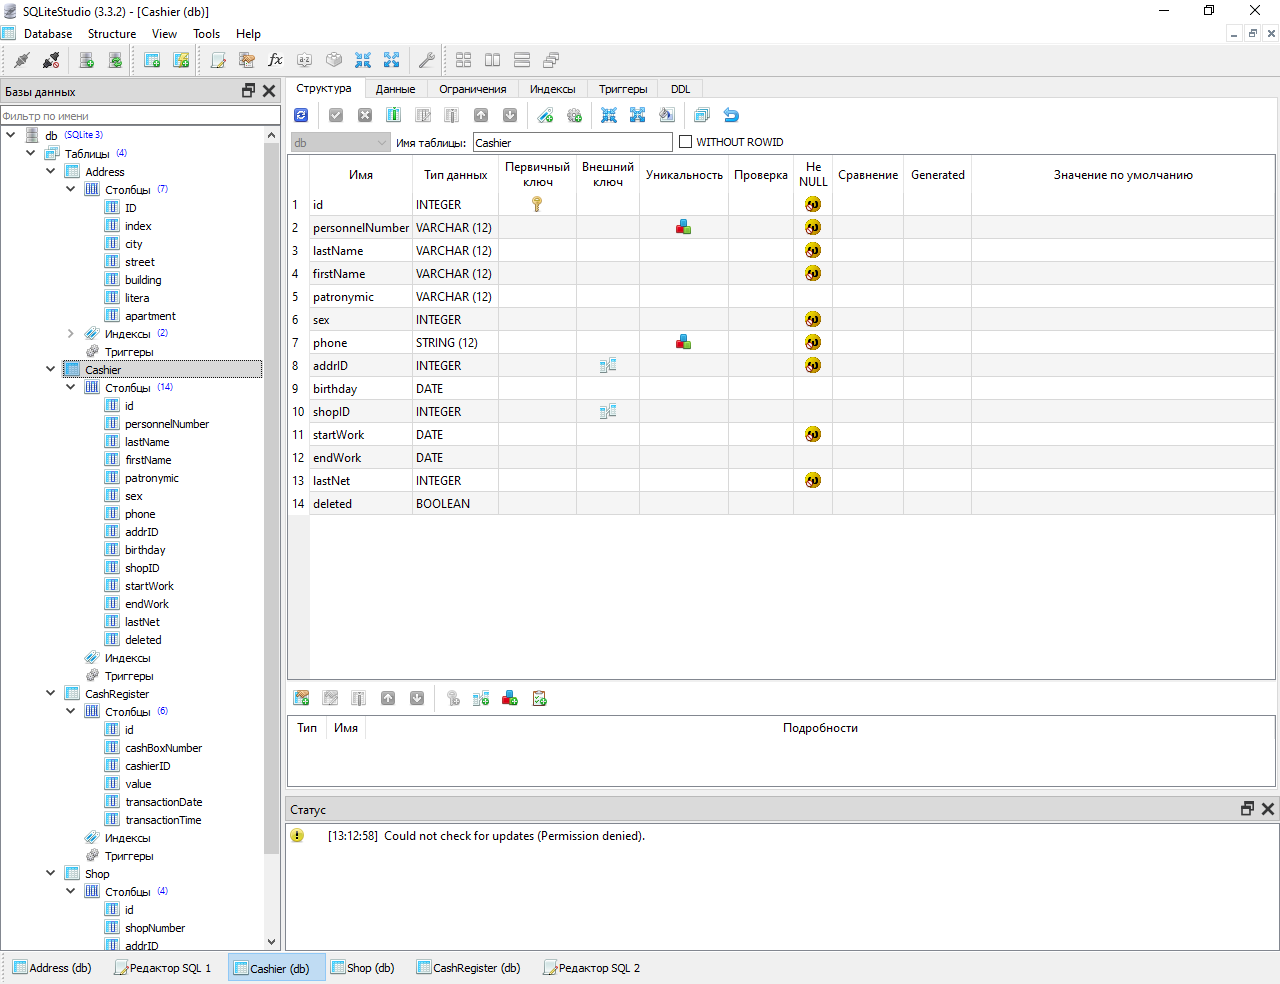 SQLiteStudio (3.3.2) - [Cashier (db)]
Database Structure View Tools Help
Базы данных
Фильтр по имени
db (SQLite 3)
Таблицы (4)
Address
Столбцы (7)
ID
index
city
street
building
litera
apartment
Индексы (2)
Триггеры
Cashier
Столбцы (14)
id
personnelNumber
lastName
firstName
patronymic
sex
phone
addrID
birthday
shopID
startWork
endWork
lastNet
deleted
Индексы
Триггеры
CashRegister
Столбцы (6)
id
cashBoxNumber
cashierID
value
transactionDate
transactionTime
Индексы
Триггеры
Shop
Столбцы (4)
id
shopNumber
addrID
Структура Данные Ограничения Индексы Триггеры DDL
db Имя таблицы: Cashier WITHOUT ROWID
Имя Тип данных Первичный ключ Внешний ключ Уникальность Проверка Не NULL Сравнение Generated Значение по умолчанию
1 id INTEGER
2 personnelNumber VARCHAR (12)
3 lastName VARCHAR (12)
4 firstName VARCHAR (12)
5 patronymic VARCHAR (12)
6 sex INTEGER
7 phone STRING (12)
8 addrID INTEGER
9 birthday DATE
10 shopID INTEGER
11 startWork DATE
12 endWork DATE
13 lastNet INTEGER
14 deleted BOOLEAN
Тип Имя Подробности
Статус
[13:12:58] Could not check for updates (Permission denied).
Address (db) Редактор SQL 1 Cashier (db) Shop (db) CashRegister (db) Редактор SQL 2